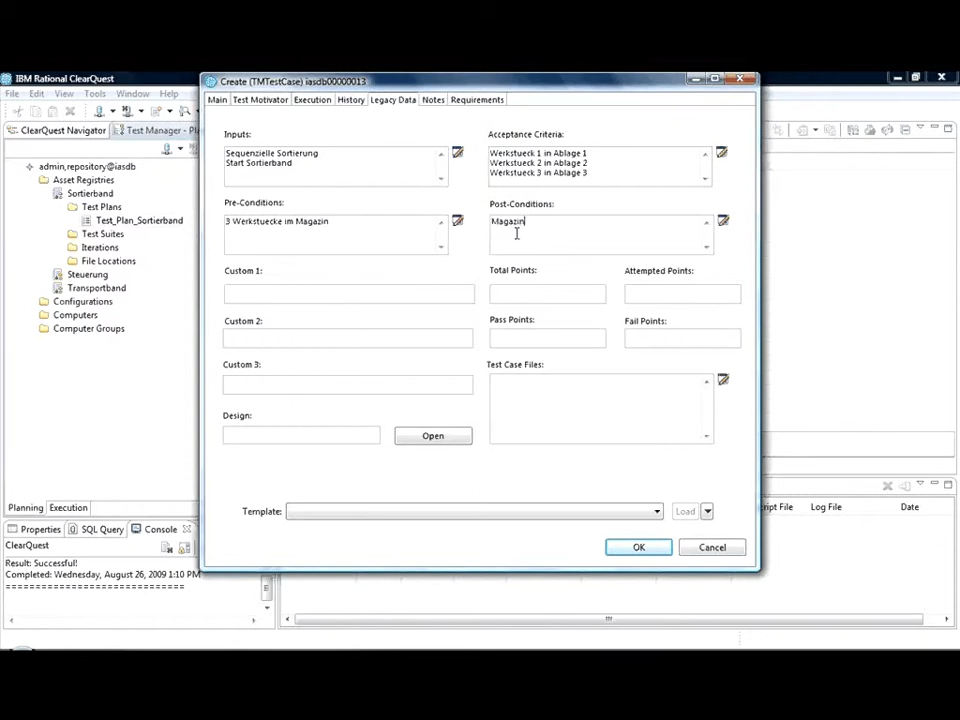 IBM Rational ClearQuest
File Edit View Tools Window Help
ClearQuest Navigator
Test Manager - Pl
admin,repository@iasdb
Asset Registries
Sortierband
Test Plans
Test_Plan_Sortierband
Test Suites
Iterations
File Locations
Steuerung
Transportband
Configurations
Computers
Computer Groups
Planning Execution
Properties SQL Query Console
ClearQuest
Result: Successful!
Completed: Wednesday, August 26, 2009 1:10 PM
==============================
Create (TMTestCase) iasdb00000013
Main Test Motivator Execution History Legacy Data Notes Requirements
Inputs:
Sequenzielle Sortierung
Start Sortierband
Acceptance Criteria:
Werkstueck 1 in Ablage 1
Werkstueck 2 in Ablage 2
Werkstueck 3 in Ablage 3
Pre-Conditions:
3 Werkstuecke im Magazin
Post-Conditions:
Magazin
Custom 1:
Total Points:
Attempted Points:
Custom 2:
Pass Points:
Fail Points:
Custom 3:
Test Case Files:
Design:
Open
Template:
Load
OK
Cancel
ript File
Log File
Date